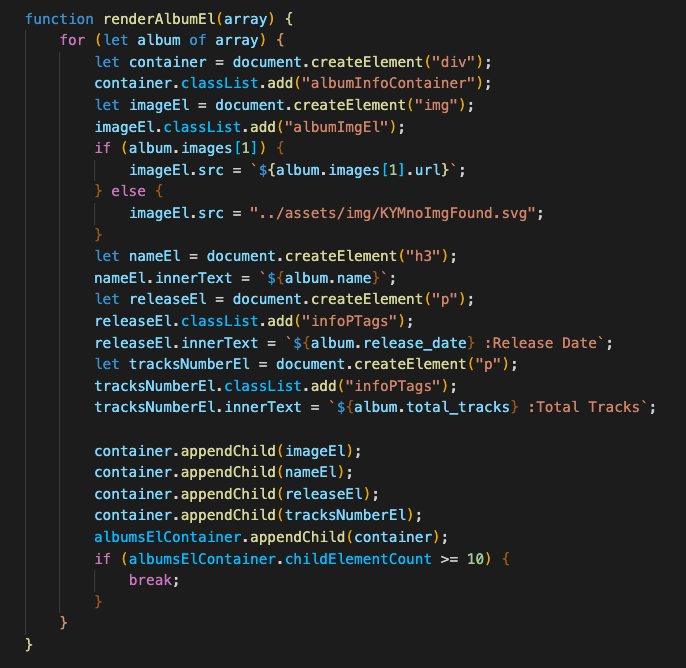 function renderAlbumEl(array) {
    for (let album of array) {
        let container = document.createElement("div");
        container.classList.add("albumInfoContainer");
        let imageEl = document.createElement("img");
        imageEl.classList.add("albumImgEl");
        if (album.images[1]) {
            imageEl.src = `${album.images[1].url}`;
        } else {
            imageEl.src = "../assets/img/KYMnoImgFound.svg";
        }
        let nameEl = document.createElement("h3");
        nameEl.innerText = `${album.name}`;
        let releaseEl = document.createElement("p");
        releaseEl.classList.add("infoPTags");
        releaseEl.innerText = `${album.release_date} :Release Date`;
        let tracksNumberEl = document.createElement("p");
        tracksNumberEl.classList.add("infoPTags");
        tracksNumberEl.innerText = `${album.total_tracks} :Total Tracks`;

        container.appendChild(imageEl);
        container.appendChild(nameEl);
        container.appendChild(releaseEl);
        container.appendChild(tracksNumberEl);
        albumsElContainer.appendChild(container);
        if (albumsElContainer.childElementCount >= 10) {
            break;
        }
    }
}